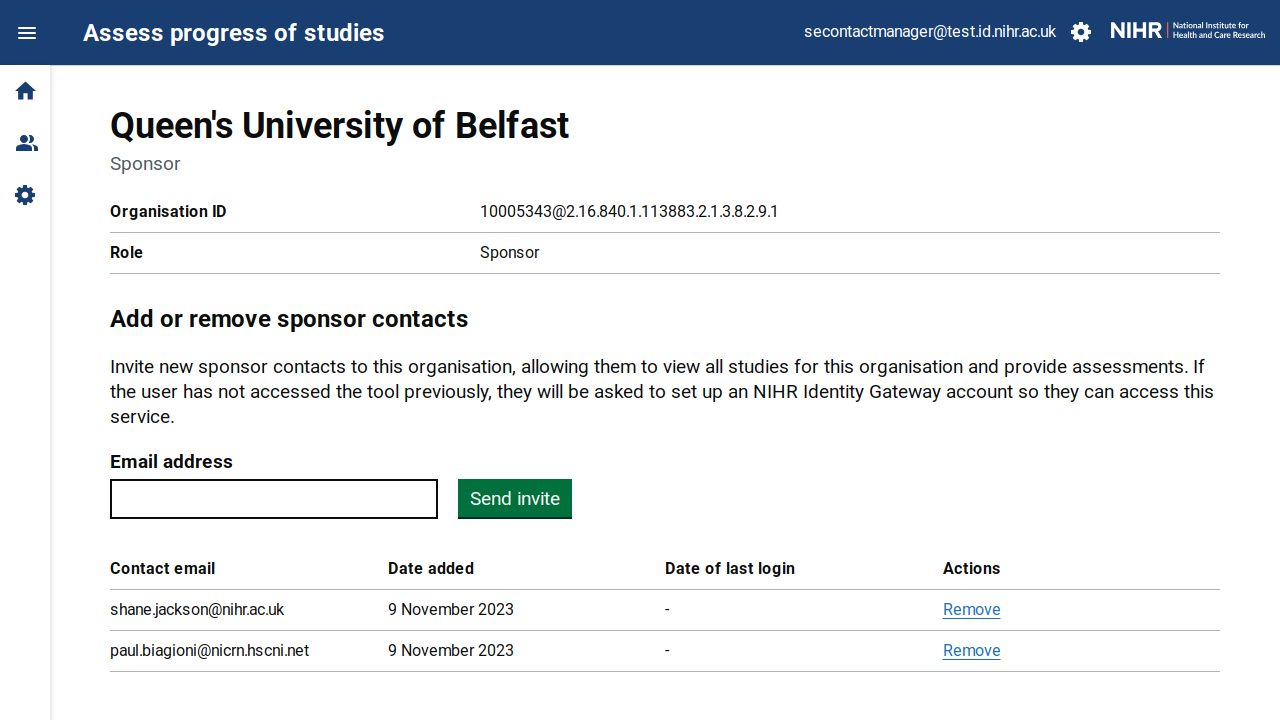 Assess progress of studies
secontactmanager@test.id.nihr.ac.uk
NIHR
National Institute for
Health and Care Research
Queen's University of Belfast
Sponsor
Organisation ID 10005343@2.16.840.1.113883.2.1.3.8.2.9.1
Role Sponsor
Add or remove sponsor contacts
Invite new sponsor contacts to this organisation, allowing them to view all studies for this organisation and provide assessments. If
the user has not accessed the tool previously, they will be asked to set up an NIHR Identity Gateway account so they can access this
service.
Email address
Send invite
Contact email Date added Date of last login Actions
shane.jackson@nihr.ac.uk 9 November 2023 - Remove
paul.biagioni@nicrn.hscni.net 9 November 2023 - Remove